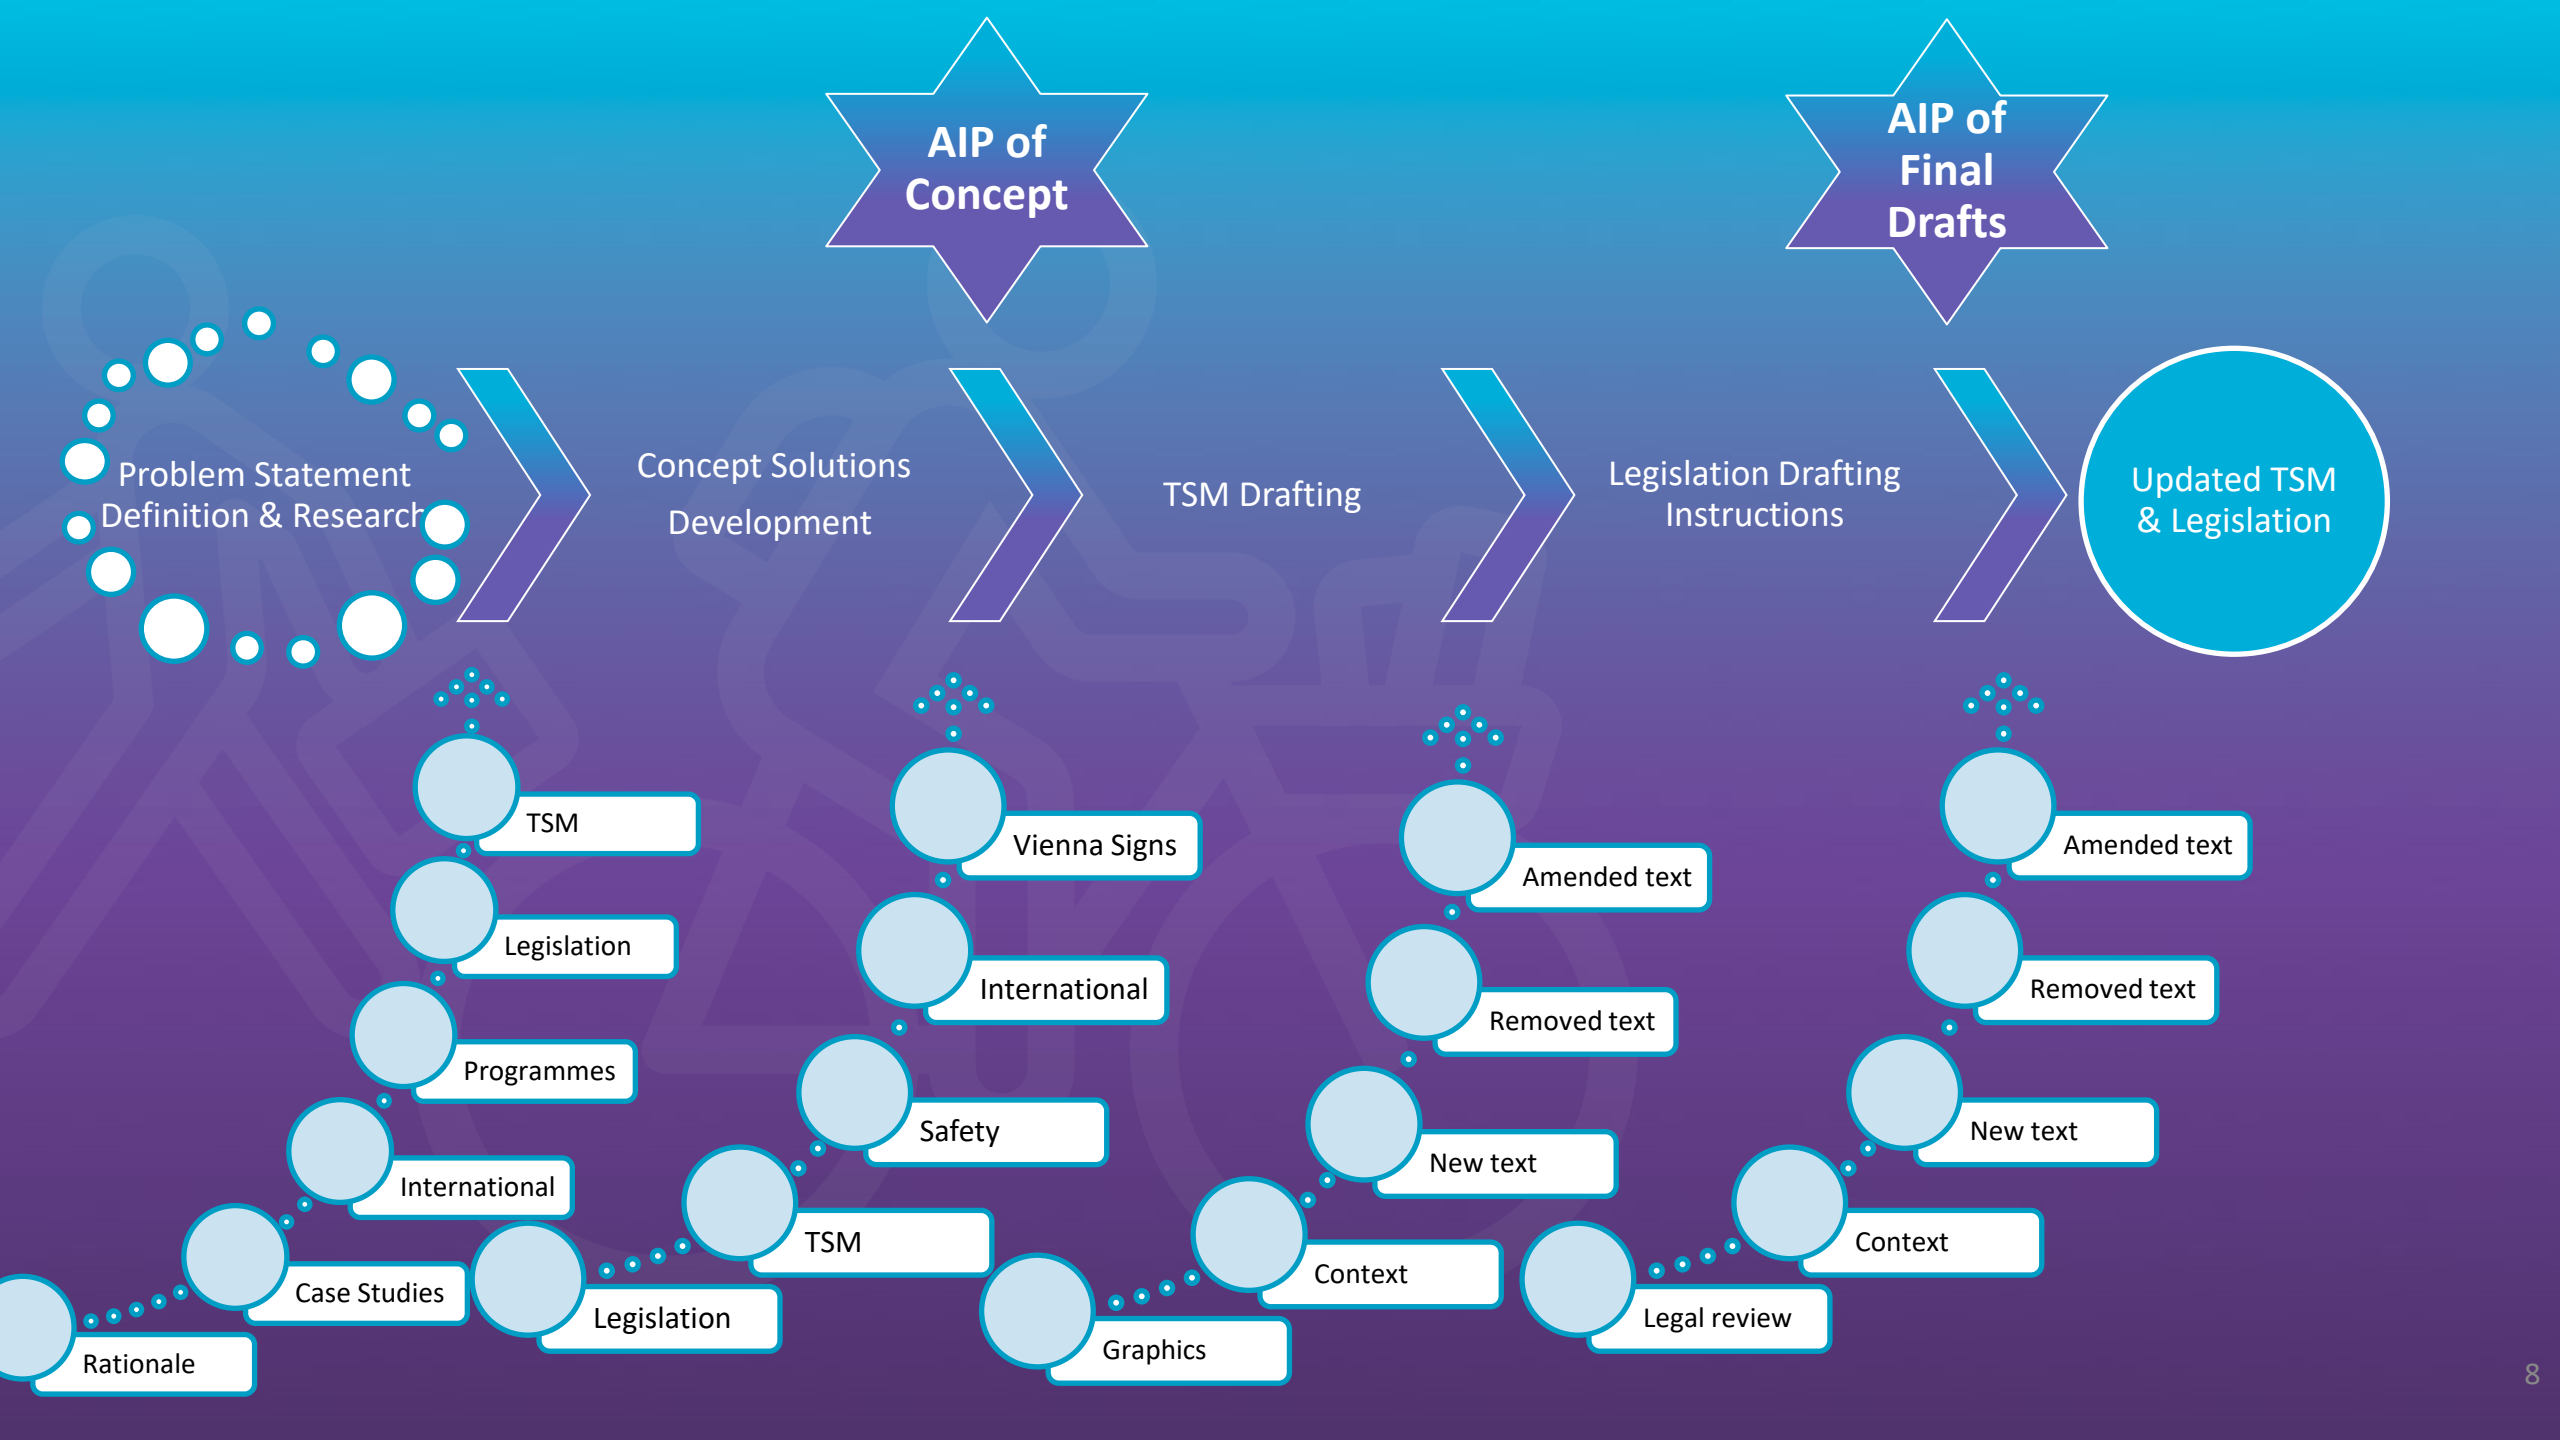 AIP of
Concept
AIP of
Final
Drafts
Problem Statement
Definition & Research
Concept Solutions
Development
TSM Drafting
Legislation Drafting
Instructions
Updated TSM
& Legislation
TSM
Legislation
Programmes
International
Case Studies
Rationale
Vienna Signs
International
Safety
TSM
Legislation
Amended text
Removed text
New text
Context
Graphics
Amended text
Removed text
New text
Context
Legal review
8